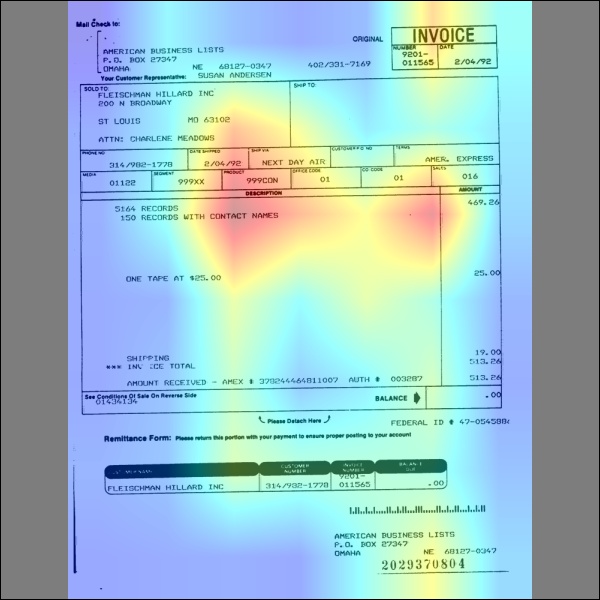 Mail Check to:
ORIGINAL
INVOICE
NUMBER
DATE
9201-
011565
2/04/92
AMERICAN BUSINESS LISTS
P.O. BOX 27347
OMAHA NE 68127-0347 402/331-7169
Your Customer Representative: SUSAN ANDERSEN
SOLD TO:
SHIP TO:
FLEISCHMAN HILLARD INC
200 N BROADWAY
ST LOUIS MO 63102
ATTN: CHARLENE MEADOWS
PHONE NO
DATE SHIPPED
SHIP VIA
CUSTOMER P.O. NO
TERMS
314/982-1778
2/04/92
NEXT DAY AIR
AMER. EXPRESS
MEDIA
SEGMENT
PRODUCT
OFFICE CODE
CO CODE
SALES
01122
999XX
999CON
01
01
016
DESCRIPTION
AMOUNT
5164 RECORDS 469.26
150 RECORDS WITH CONTACT NAMES
ONE TAPE AT $25.00 25.00
SHIPPING 19.00
*** INVOICE TOTAL 513.26
AMOUNT RECEIVED - AMEX # 378244464811007 AUTH # 003287 513.26
See Conditions Of Sale On Reverse Side
01434134
BALANCE .00
Please Detach Here
FEDERAL ID # 47-054588
Remittance Form: Please return this portion with your payment to ensure proper posting to your account
CUSTOMER NAME
CUSTOMER NUMBER
INVOICE NUMBER
BALANCE DUE
FLEISCHMAN HILLARD INC
314/982-1778
9201-
011565
.00
AMERICAN BUSINESS LISTS
P.O. BOX 27347
OMAHA NE 68127-0347
2029370804